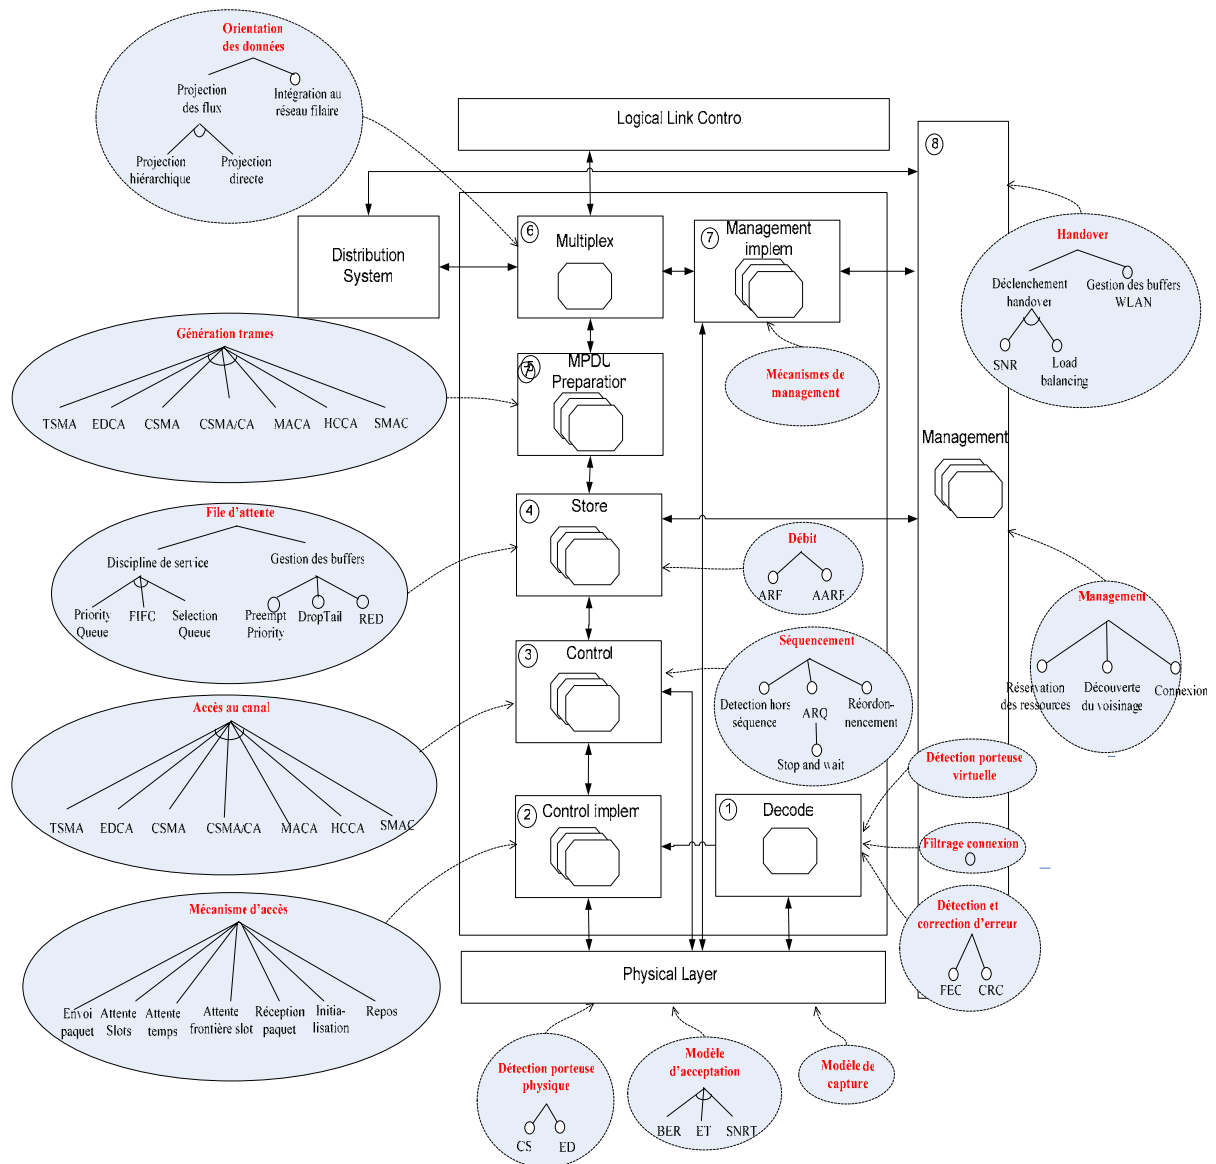 Orientation
des données
Projection
des flux
Intégration au
réseau filaire
Projection
hiérarchique
Projection
directe
Logical Link Control
8
6
Multiplex
7
Management
implem
Distribution
System
Handover
Déclenchement
handover
Gestion des buffers
WLAN
SNR
Load
balancing
Génération trames
TSMA
EDCA
CSMA
CSMA/CA
MACA
HCCA
SMAC
MPDU
Preparation
Mécanismes de
management
Management
File d'attente
Discipline de service
Gestion des buffers
Priority
Queue
FIFC
Selection
Queue
Preempt
Priority
DropTail
RED
4
Store
Débit
ARF
AARF
Management
Réservation
des ressources
Découverte
du voisinage
Connexion
3
Control
Séquencement
Detection hors
séquence
ARQ
Réordon-
nencement
Stop and wait
Accès au canal
TSMA
EDCA
CSMA
CSMA/CA
MACA
HCCA
SMAC
2
Control implem
1
Decode
Détection porteuse
virtuelle
Filtrage connexion
Détection et
correction d'erreur
FEC
CRC
Mécanisme d'accès
Envoi
paquet
Attente
Slots
Attente
temps
Attente
frontière slot
Réception
paquet
Initia-
lisation
Repos
Physical Layer
Détection porteuse
physique
CS
ED
Modèle
d'acceptation
BER
ET
SNRT
Modèle de
capture